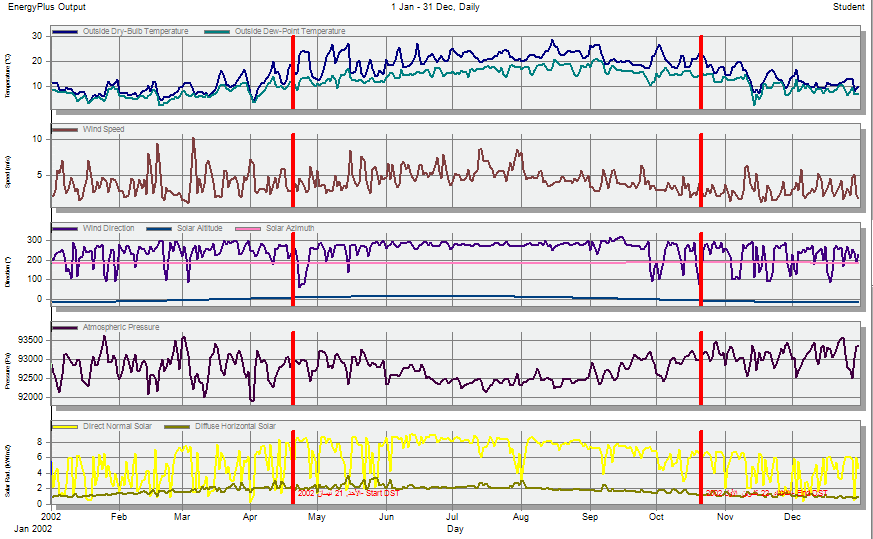 EnergyPlus Output 1 Jan - 31 Dec, Daily Student
Outside Dry-Bulb Temperature Outside Dew-Point Temperature
Temperature (°C)
30
20
10
Wind Speed
Speed (m/s)
10
5
Wind Direction Solar Altitude Solar Azimuth
Direction (°)
300
200
100
0
Atmospheric Pressure
Pressure (Pa)
93500
93000
92500
92000
Direct Normal Solar Diffuse Horizontal Solar
Solar Rad. (kWh/m2)
8
6
4
2
0
2002 21 - Start DST
2002 22 - End DST
2002 Feb Mar Apr May Jun Jul Aug Sep Oct Nov Dec
Jan 2002 Day